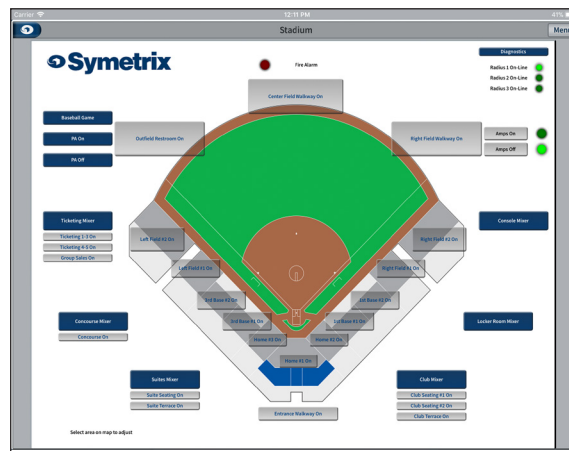 Carrier
12:11 PM
41%
Stadium
Menu
Symetrix
Fire Alarm
Diagnostics
Radius 1 On-Line
Radius 2 On-Line
Radius 3 On-Line
Center Field Walkway On
Baseball Game
PA On
PA Off
Outfield Restroom On
Right Field Walkway On
Amps On
Amps Off
Ticketing Mixer
Ticketing 1-3 On
Ticketing 4-5 On
Group Sales On
Console Mixer
Left Field #2 On
Right Field #2 On
Left Field #1 On
Right Field #1 On
3rd Base #2 On
1st Base #2 On
3rd Base #1 On
1st Base #1 On
Concourse Mixer
Concourse On
Locker Room Mixer
Home #3 On
Home #2 On
Home #1 On
Suites Mixer
Suite Seating On
Suite Terrace On
Club Mixer
Club Seating #1 On
Club Seating #2 On
Club Terrace On
Entrance Walkway On
Select area on map to adjust